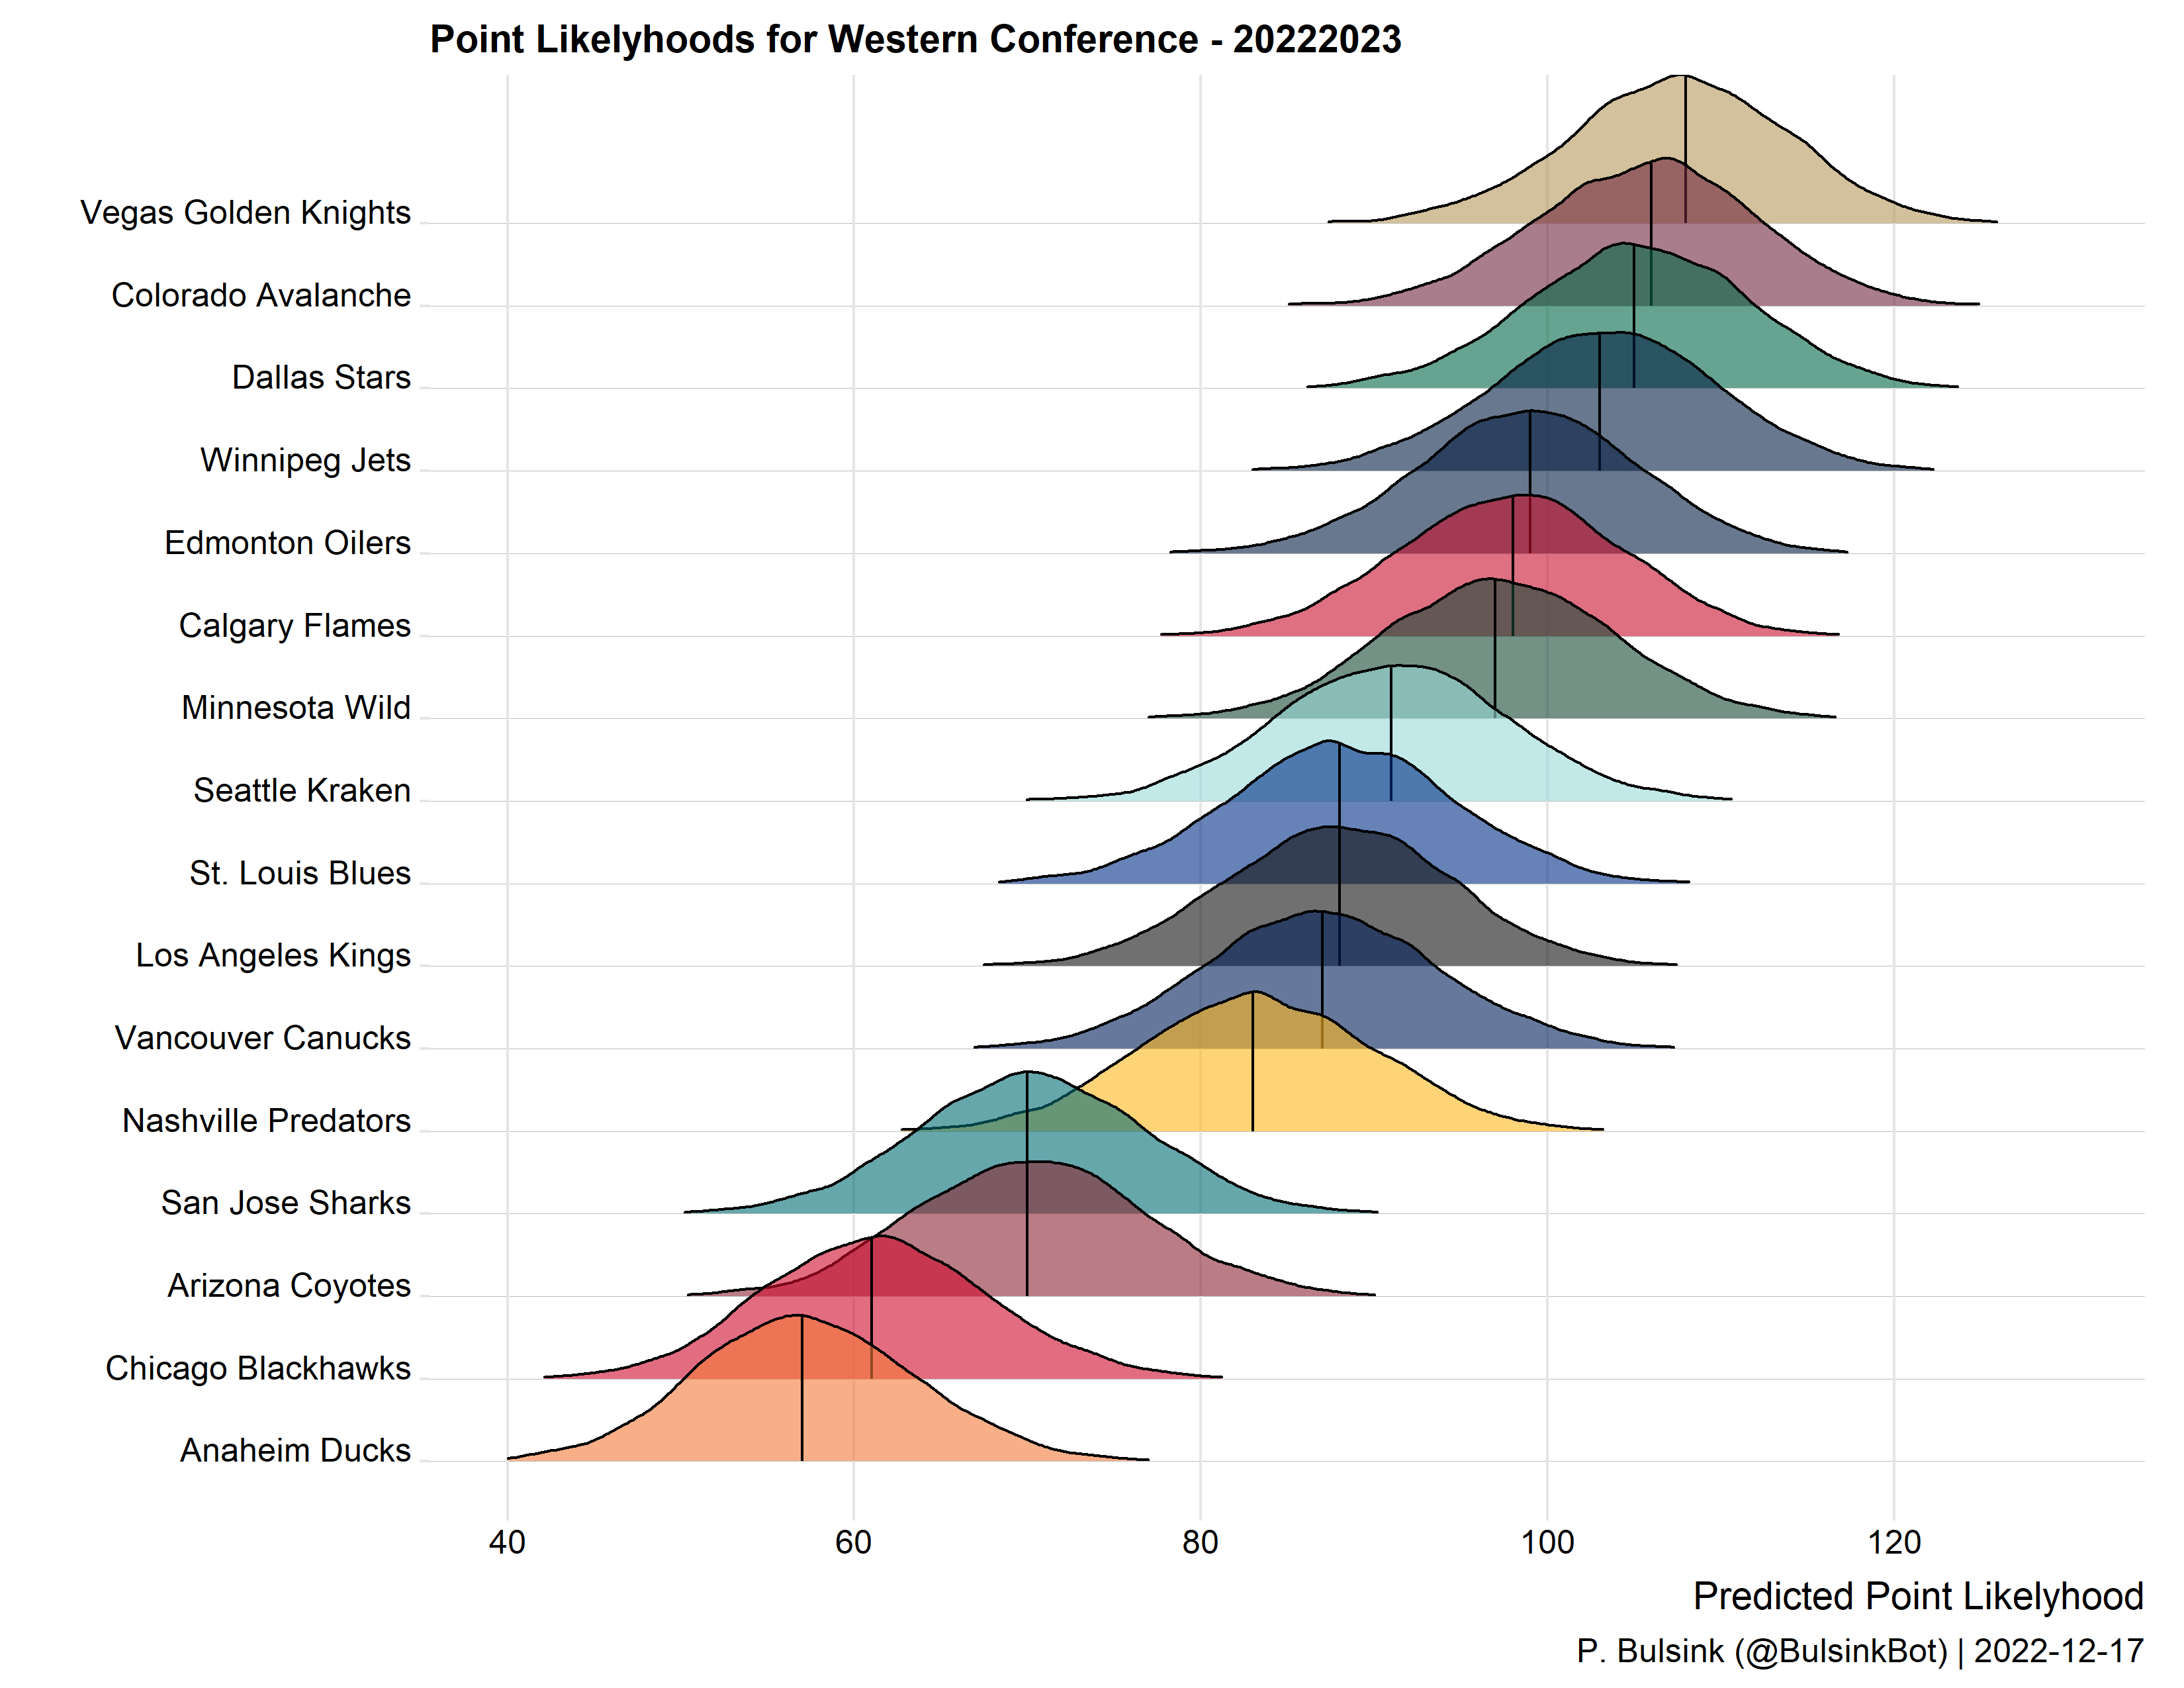 Point Likelyhoods for Western Conference - 20222023
Vegas Golden Knights
Colorado Avalanche
Dallas Stars
Winnipeg Jets
Edmonton Oilers
Calgary Flames
Minnesota Wild
Seattle Kraken
St. Louis Blues
Los Angeles Kings
Vancouver Canucks
Nashville Predators
San Jose Sharks
Arizona Coyotes
Chicago Blackhawks
Anaheim Ducks
40 60 80 100 120
Predicted Point Likelyhood
P. Bulsink (@BulsinkBot) | 2022-12-17